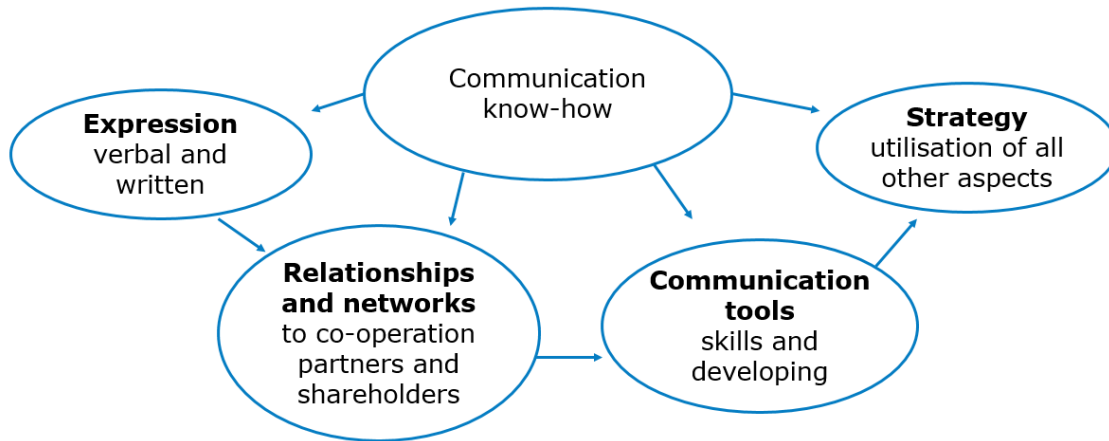 Communication
know-how
Expression
verbal and
written
Relationships
and networks
to co-operation
partners and
shareholders
Communication
tools
skills and
developing
Strategy
utilisation of all
other aspects